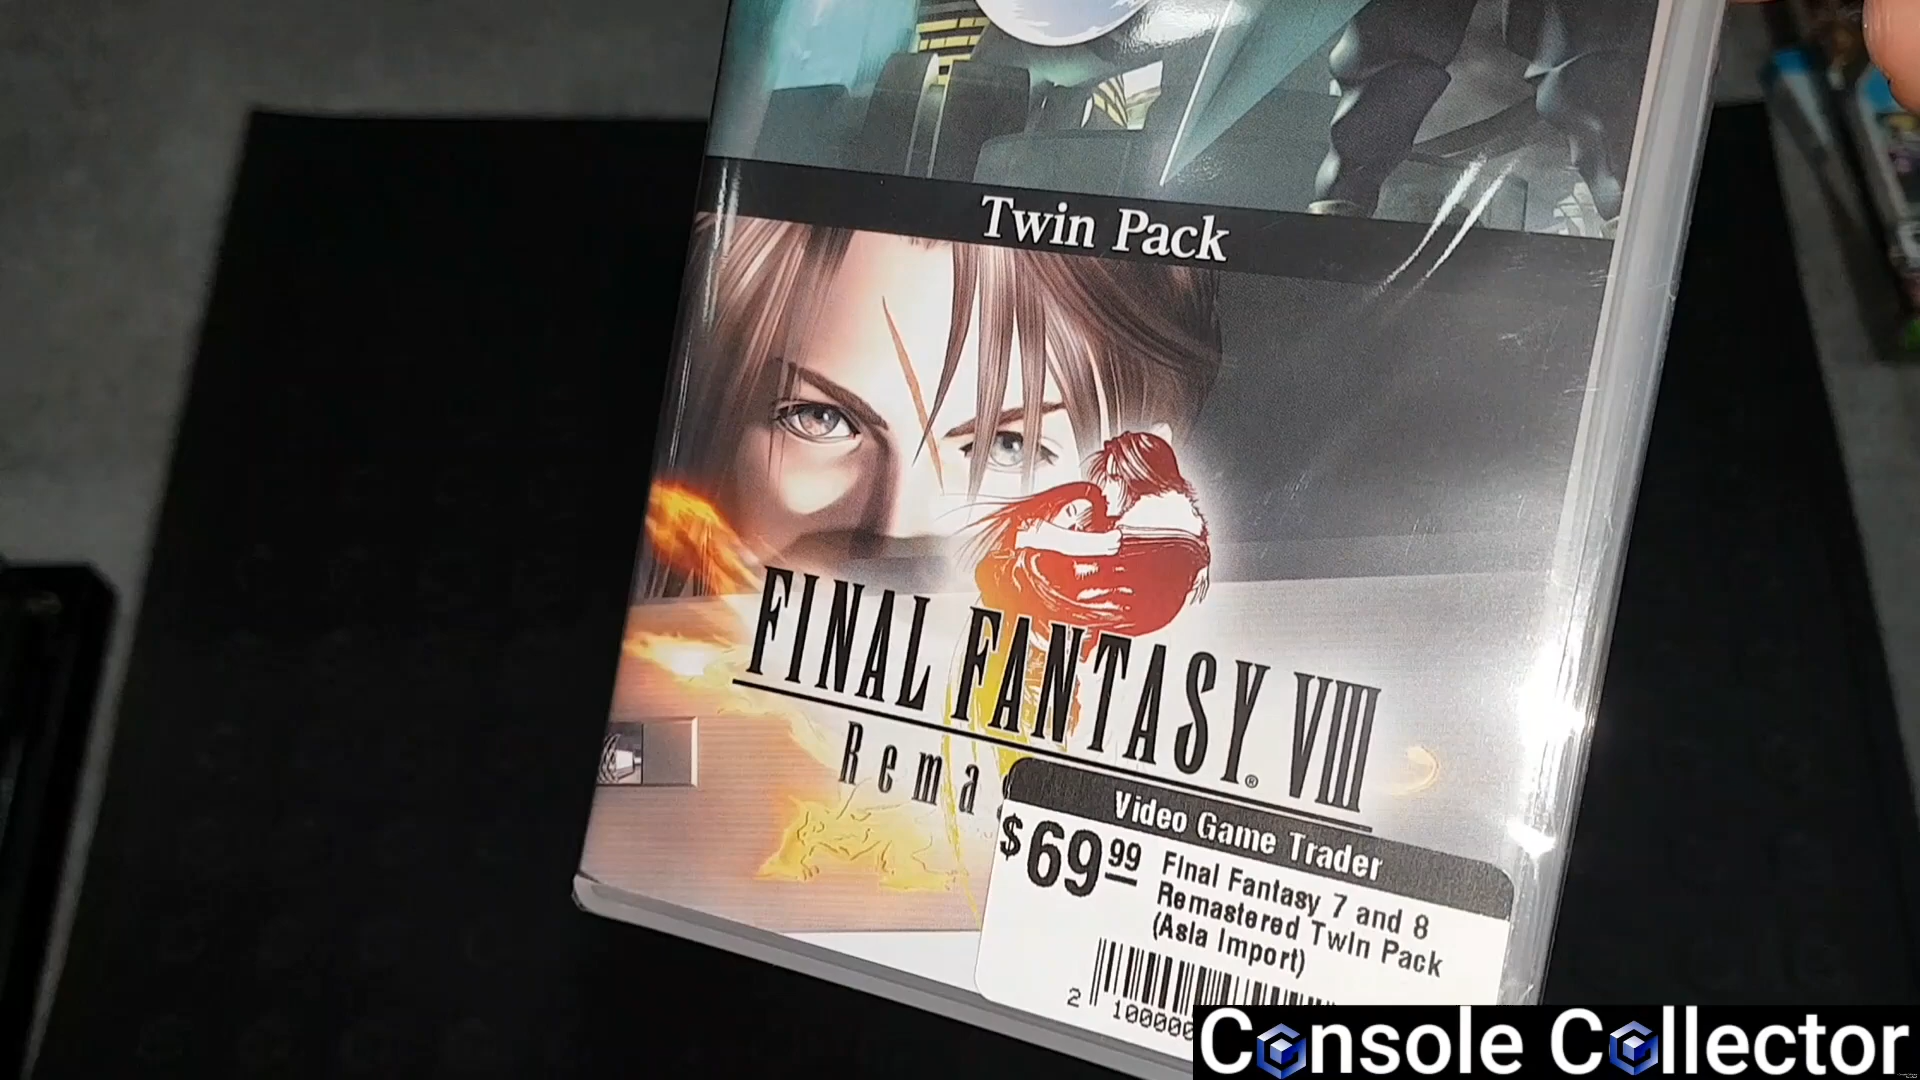 Twin Pack
FINAL FANTASY® VIII
Rema
Video Game Trader
$69.99
Final Fantasy 7 and 8
Remastered Twin Pack
(Asia Import)
2 100000
Console Collector